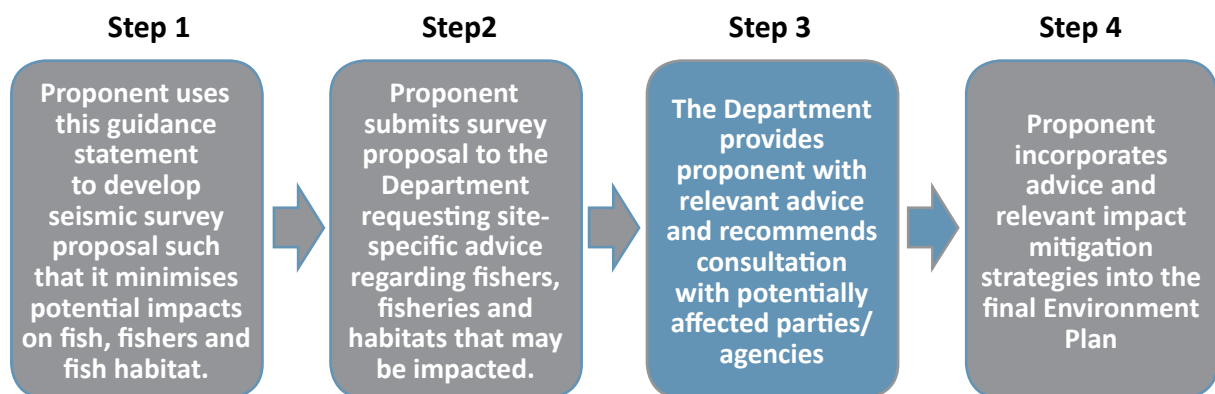 Step 1
Proponent uses
this guidance
statement
to develop
seismic survey
proposal such
that it minimises
potential impacts
on fish, fishers and
fish habitat.
Step2
Proponent
submits survey
proposal to the
Department
requesting site-
specific advice
regarding fishers,
fisheries and
habitats that may
be impacted.
Step 3
The Department
provides
proponent with
relevant advice
and recommends
consultation
with potentially
affected parties/
agencies
Step 4
Proponent
incorporates
advice and
relevant impact
mitigation
strategies into the
final Environment
Plan